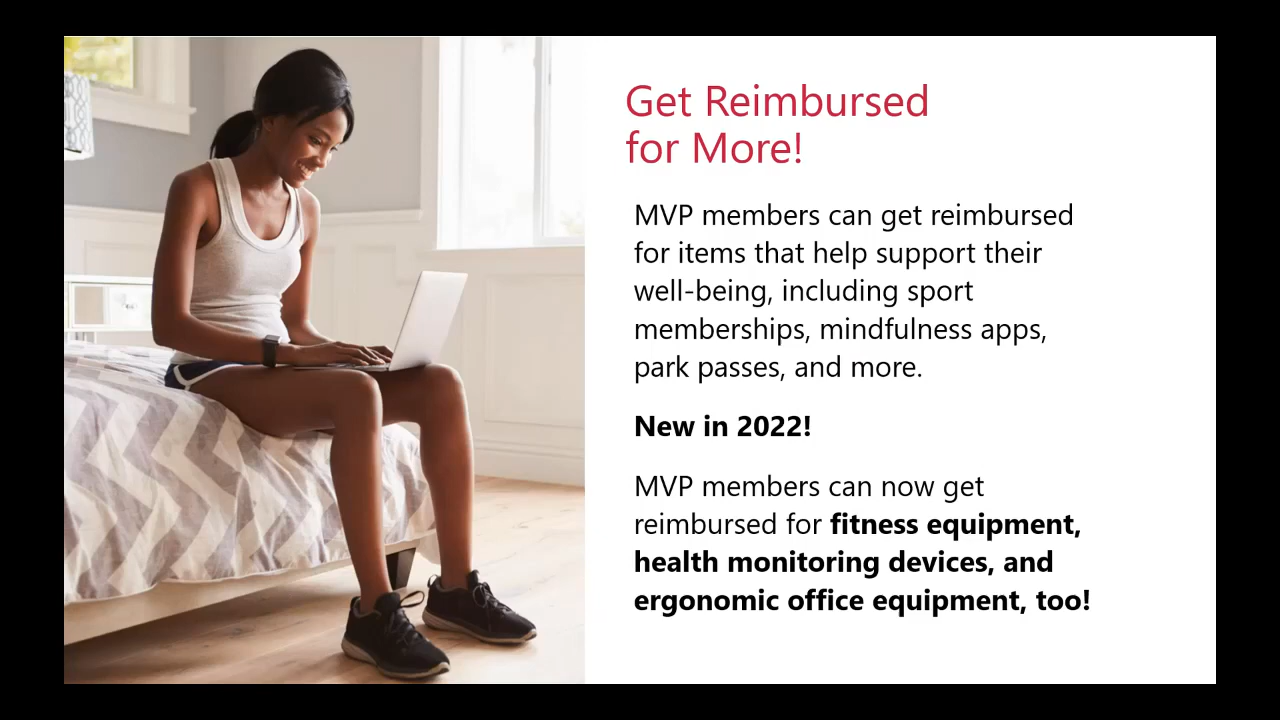 Get Reimbursed
for More!
MVP members can get reimbursed
for items that help support their
well-being, including sport
memberships, mindfulness apps,
park passes, and more.
New in 2022!
MVP members can now get
reimbursed for fitness equipment,
health monitoring devices, and
ergonomic office equipment, too!